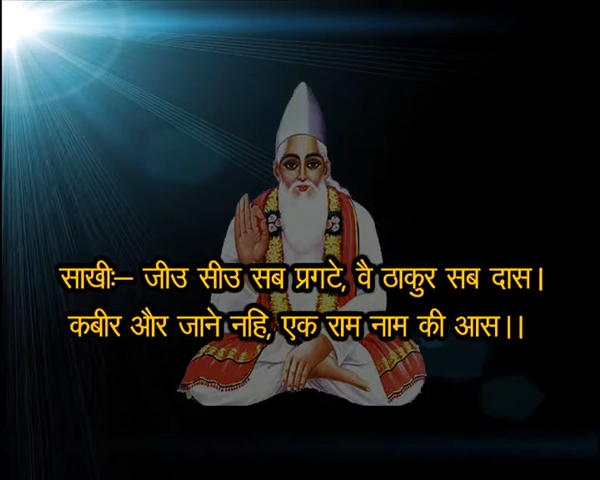 साखीः– जीउ सीउ सब प्रगटे, वै ठाकुर सब दास।
कबीर और जाने नहि, एक राम नाम की आस।।